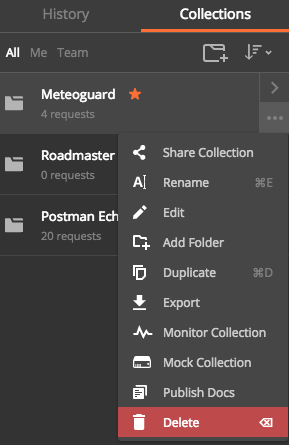 History Collections
All Me Team
Meteoguard
4 requests
Roadmaster
0 requests
Postman Ech
20 requests
Share Collection
Rename ⌘E
Edit
Add Folder
Duplicate ⌘D
Export
Monitor Collection
Mock Collection
Publish Docs
Delete ⌫